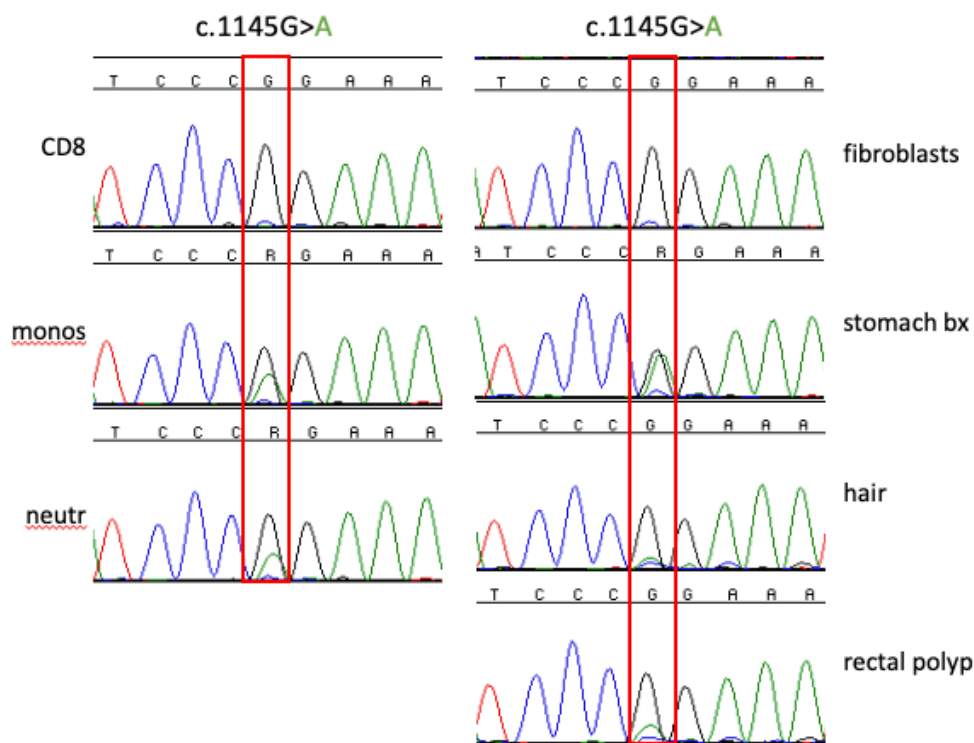 c.1145G>A
T C C C G G A A A
CD8
T C C C R G A A A
monos
T C C C R G A A A
neutr
c.1145G>A
T C C C G G A A A
fibroblasts
A T C C C R G A A A
stomach bx
T C C C G G A A A
hair
T C C C G G A A A
rectal polyp